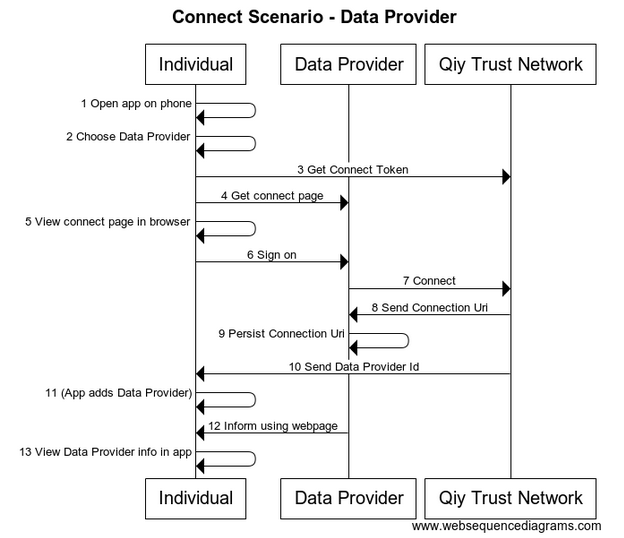 Connect Scenario - Data Provider
Individual
Data Provider
Qiy Trust Network
1 Open app on phone
2 Choose Data Provider
3 Get Connect Token
4 Get connect page
5 View connect page in browser
6 Sign on
7 Connect
8 Send Connection Uri
9 Persist Connection Uri
10 Send Data Provider Id
11 (App adds Data Provider)
12 Inform using webpage
13 View Data Provider info in app
Individual
Data Provider
Qiy Trust Network
www.websequencediagrams.com